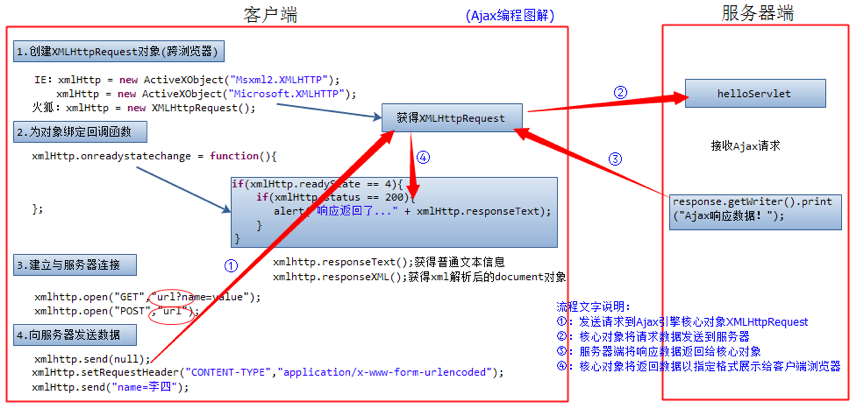 客户端
(Ajax编程图解)
服务器端
1.创建XMLHttpRequest对象(跨浏览器)
IE：xmlHttp = new ActiveXObject("Msxml2.XMLHTTP");
xmlHttp = new ActiveXObject("Microsoft.XMLHTTP");
火狐：xmlHttp = new XMLHttpRequest();
获得XMLHttpRequest
②
helloServlet
2.为对象绑定回调函数
xmlHttp.onreadystatechange = function(){
};
④
③
接收Ajax请求
if(xmlHttp.readyState == 4){
if(xmlHttp.status == 200){
alert("响应返回了..." + xmlHttp.responseText);
}
}
response.getWriter().print
("Ajax响应数据！");
①
xmlhttp.responseText();获得普通文本信息
xmlhttp.responseXML();获得xml解析后的document对象
3.建立与服务器连接
xmlhttp.open("GET","url?name=value");
xmlhttp.open("POST","url");
4.向服务器发送数据
xmlHttp.send(null);
xmlHttp.setRequestHeader("CONTENT-TYPE","application/x-www-form-urlencoded");
xmlHttp.send("name=李四");
流程文字说明：
①：发送请求到Ajax引擎核心对象XMLHttpRequest
②：核心对象将请求数据发送到服务器
③：服务器端将响应数据返回给核心对象
④：核心对象将返回数据以指定格式展示给客户端浏览器